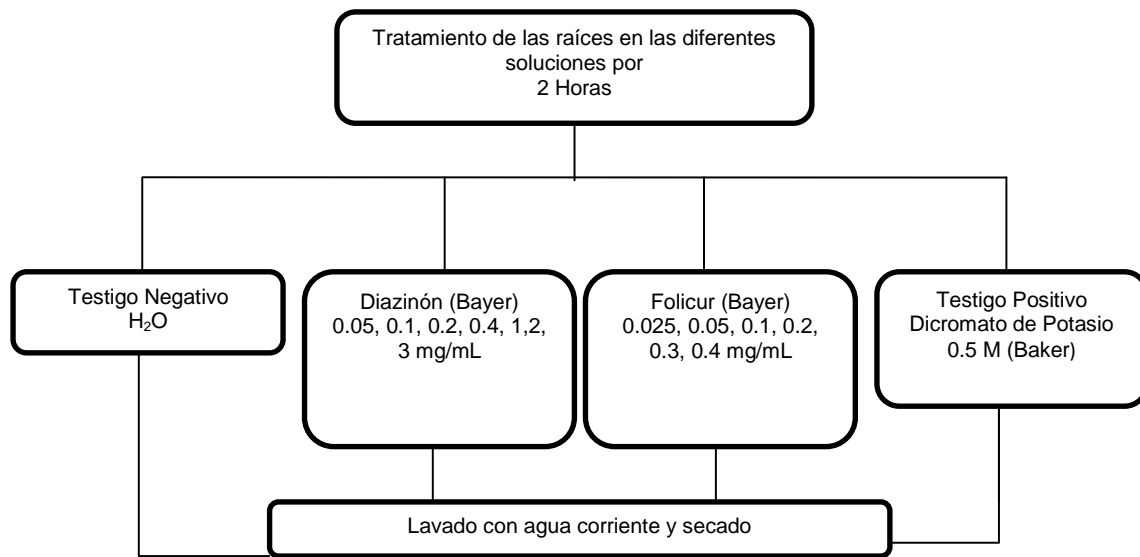 Tratamiento de las raíces en las diferentes
soluciones por
2 Horas
Testigo Negativo
H₂O
Diazinón (Bayer)
0.05, 0.1, 0.2, 0.4, 1,2,
3 mg/mL
Folicur (Bayer)
0.025, 0.05, 0.1, 0.2,
0.3, 0.4 mg/mL
Testigo Positivo
Dicromato de Potasio
0.5 M (Baker)
Lavado con agua corriente y secado